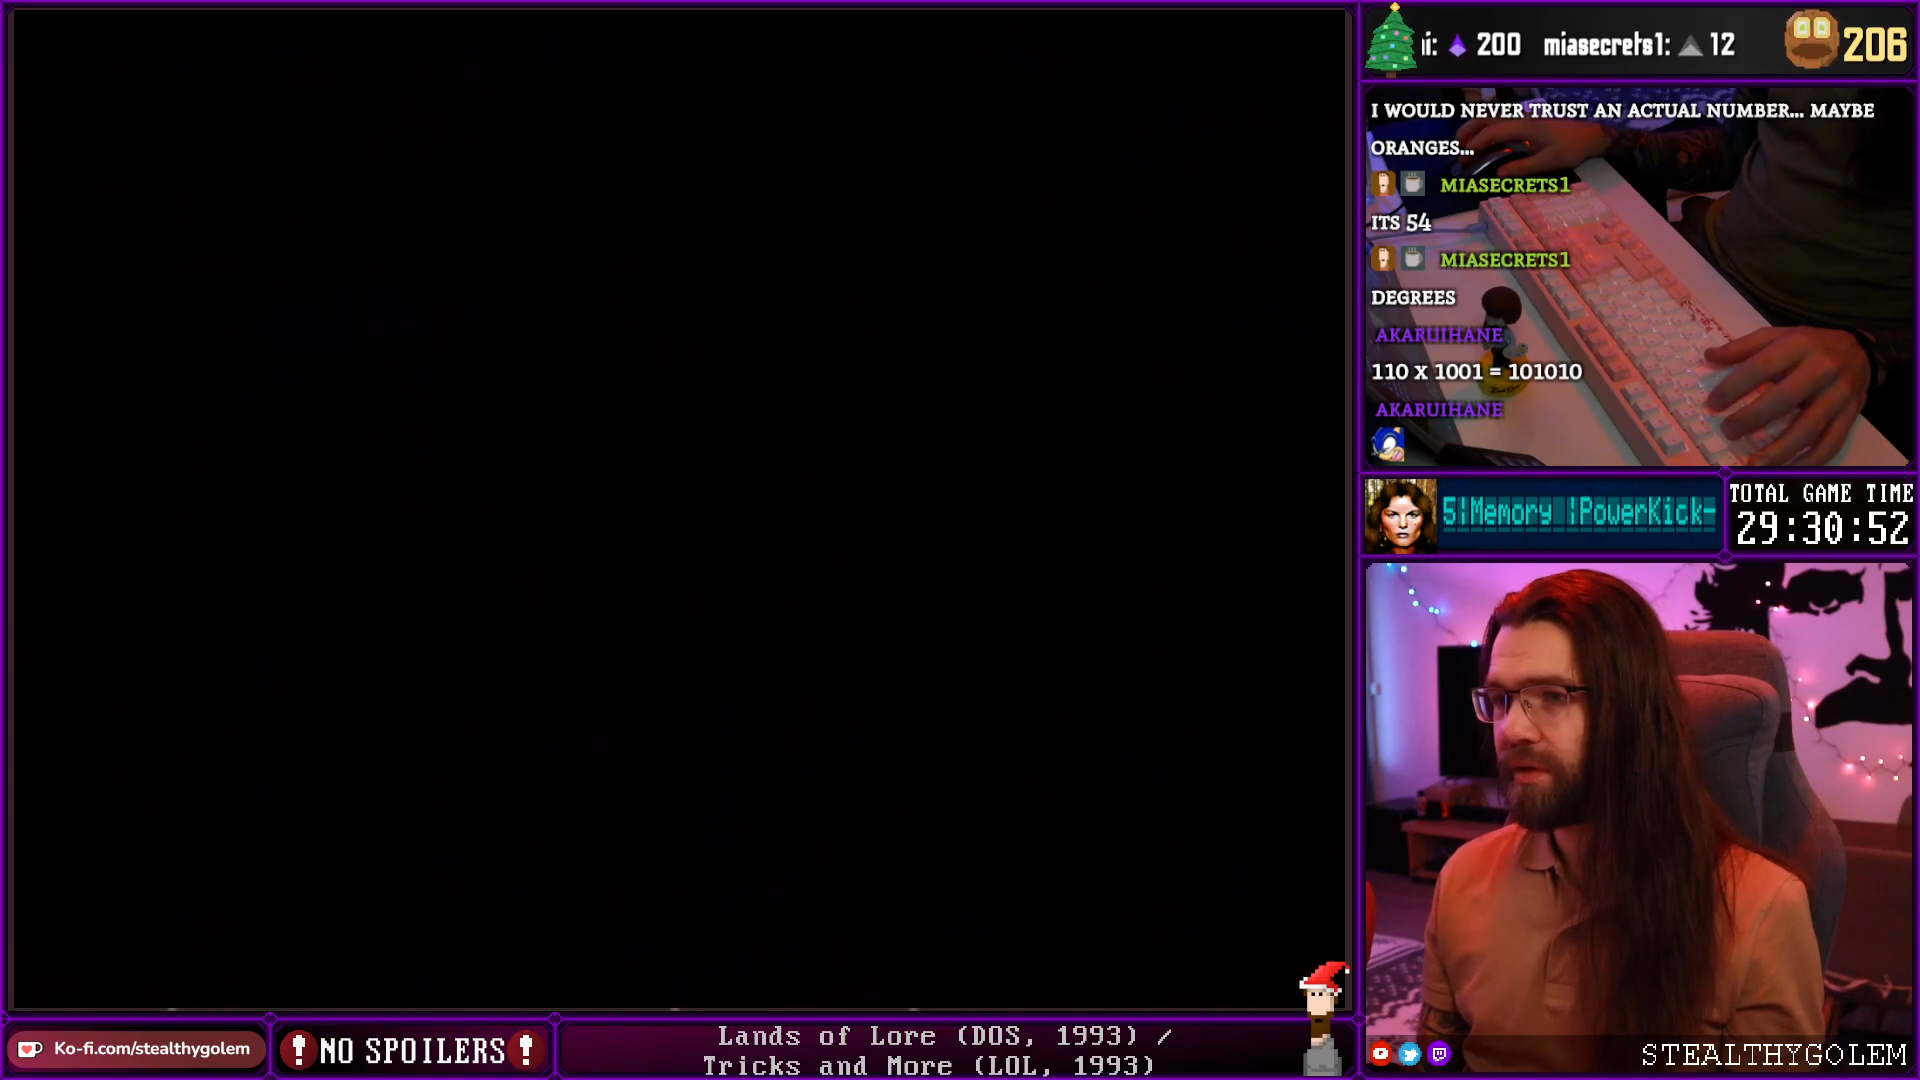 i: 200 miasecrets1: 12
206
I WOULD NEVER TRUST AN ACTUAL NUMBER... MAYBE
ORANGES...
MIASECRETS1
ITS 54
MIASECRETS1
DEGREES
AKARUIHANE
110 x 1001 = 101010
AKARUIHANE
5|Memory |PowerKick-
TOTAL GAME TIME
29:30:52
Ko-fi.com/stealthygolem
! NO SPOILERS !
Lands of Lore (DOS, 1993) /
Tricks and More (LOL, 1993)
STEALTHYGOLEM